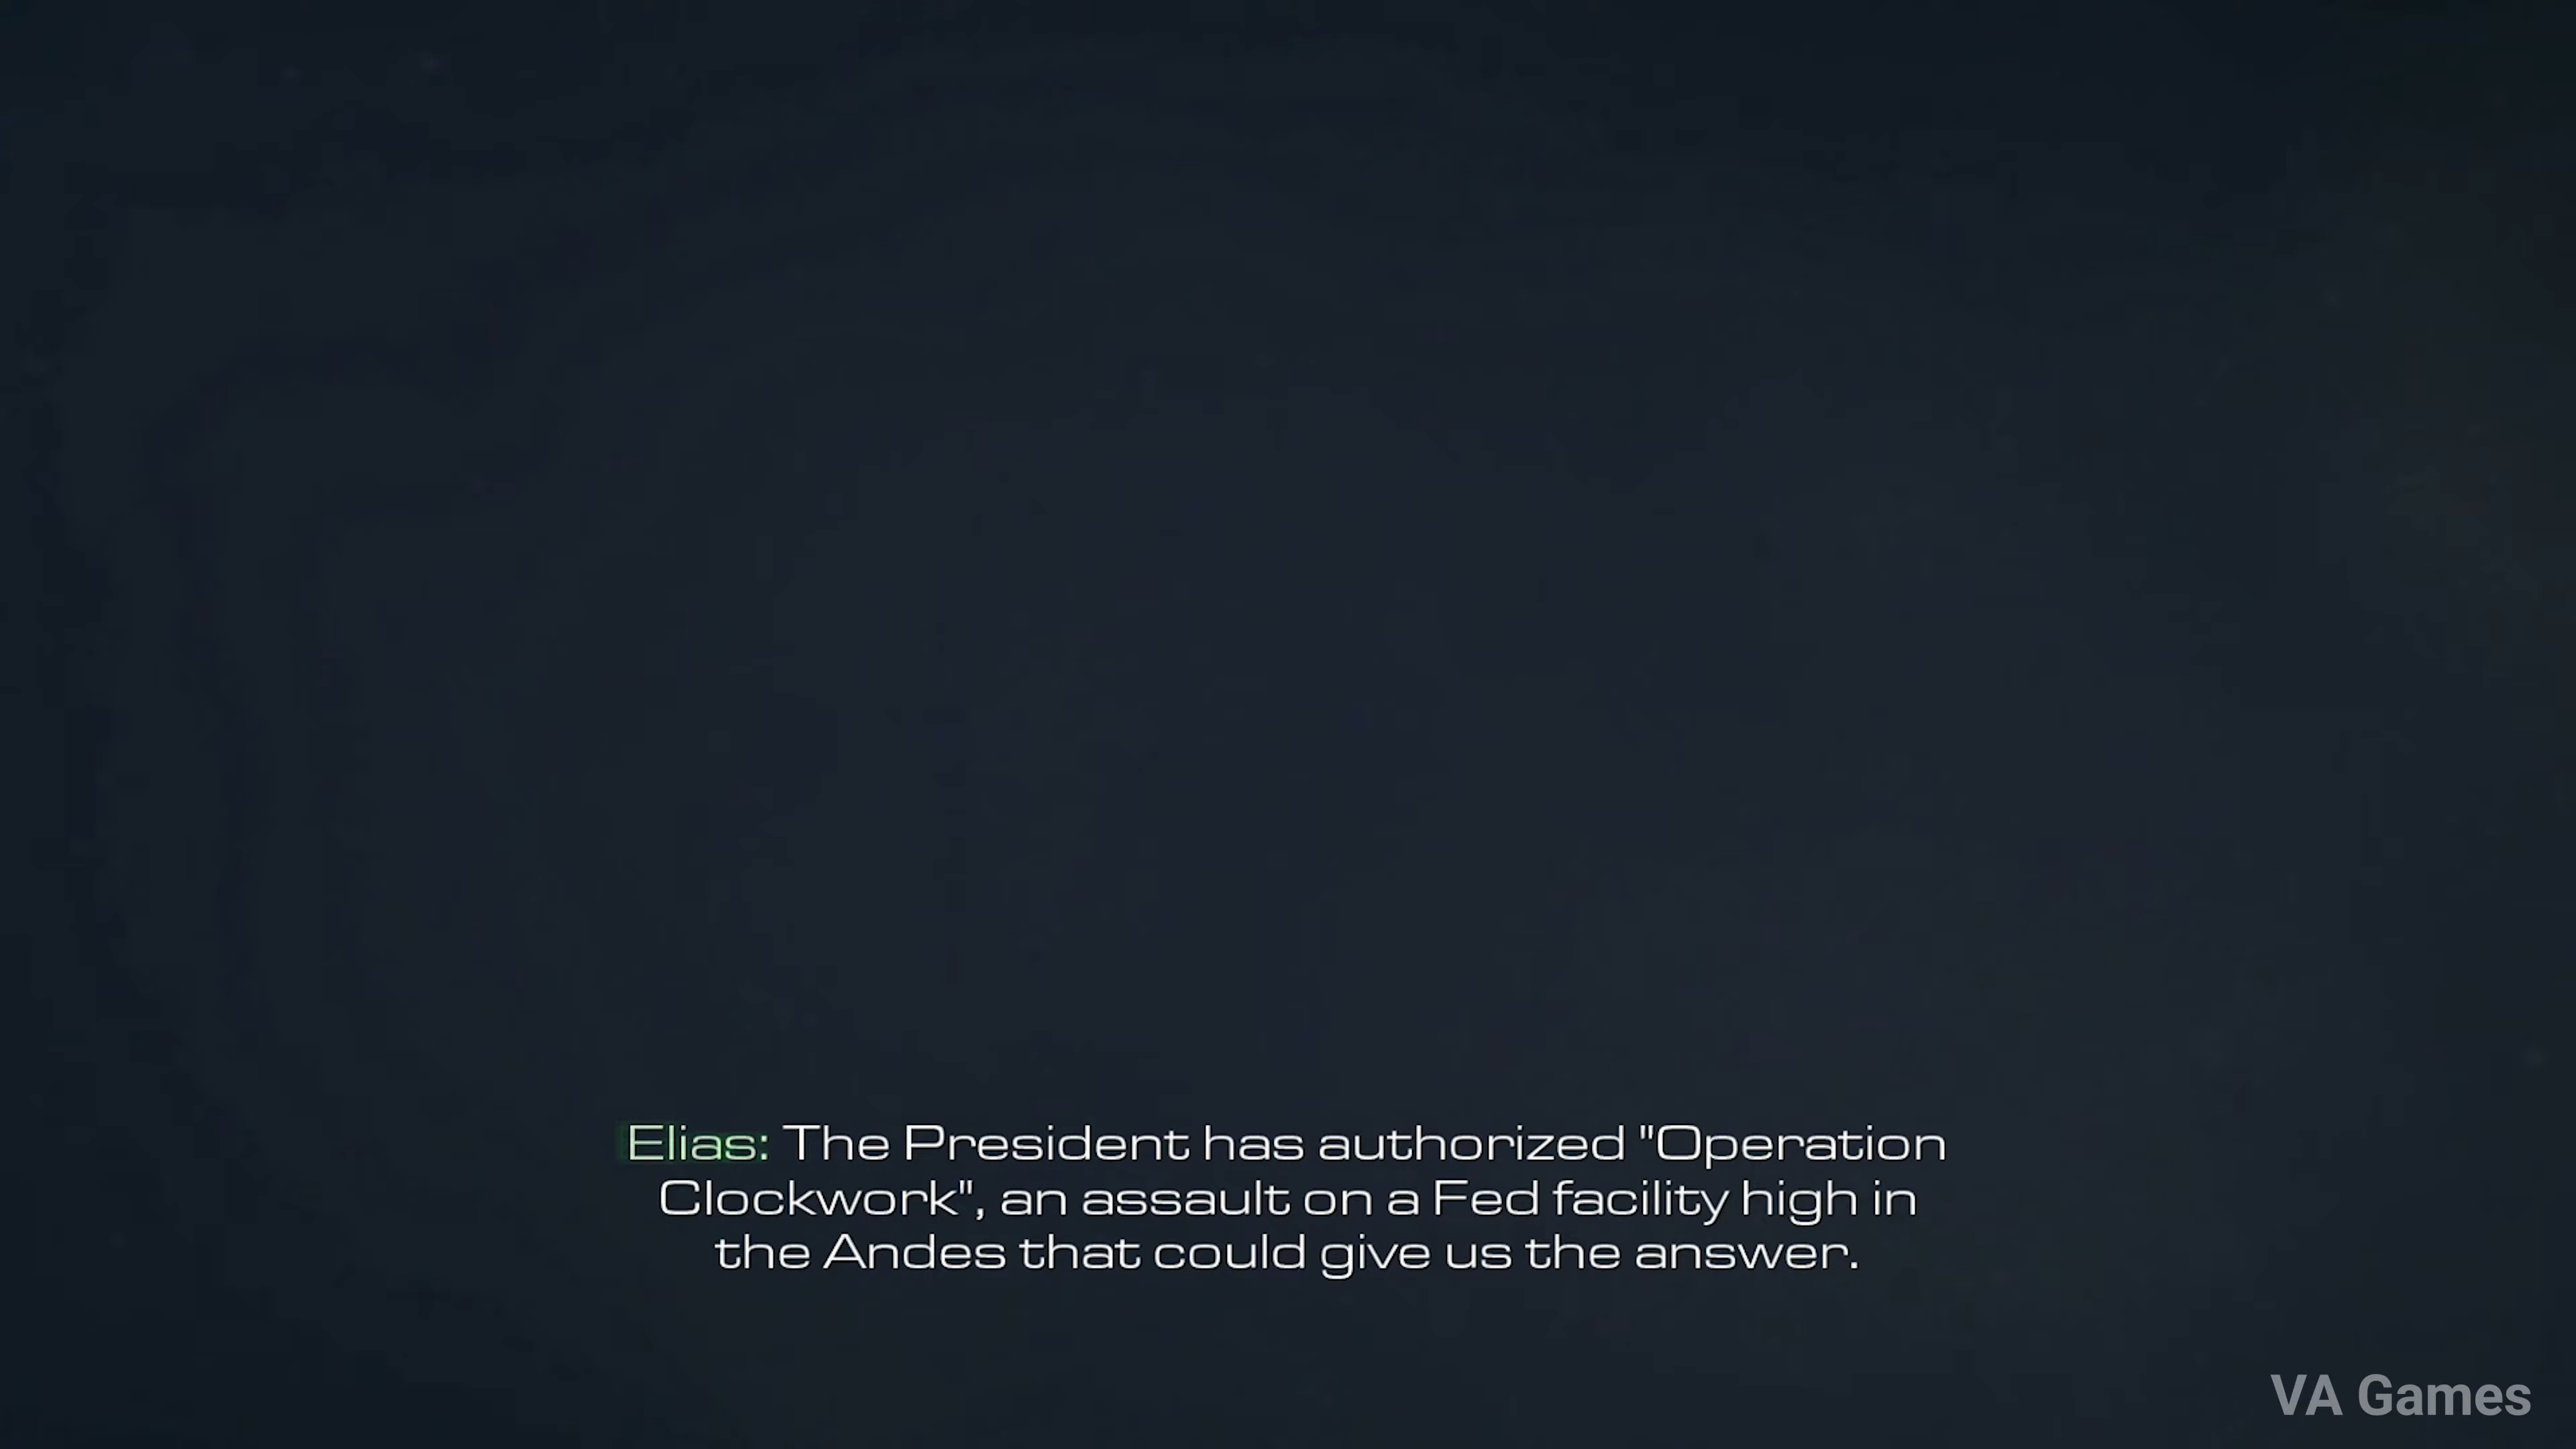 Elias: The President has authorized "Operation
Clockwork", an assault on a Fed facility high in
the Andes that could give us the answer.
VA Games